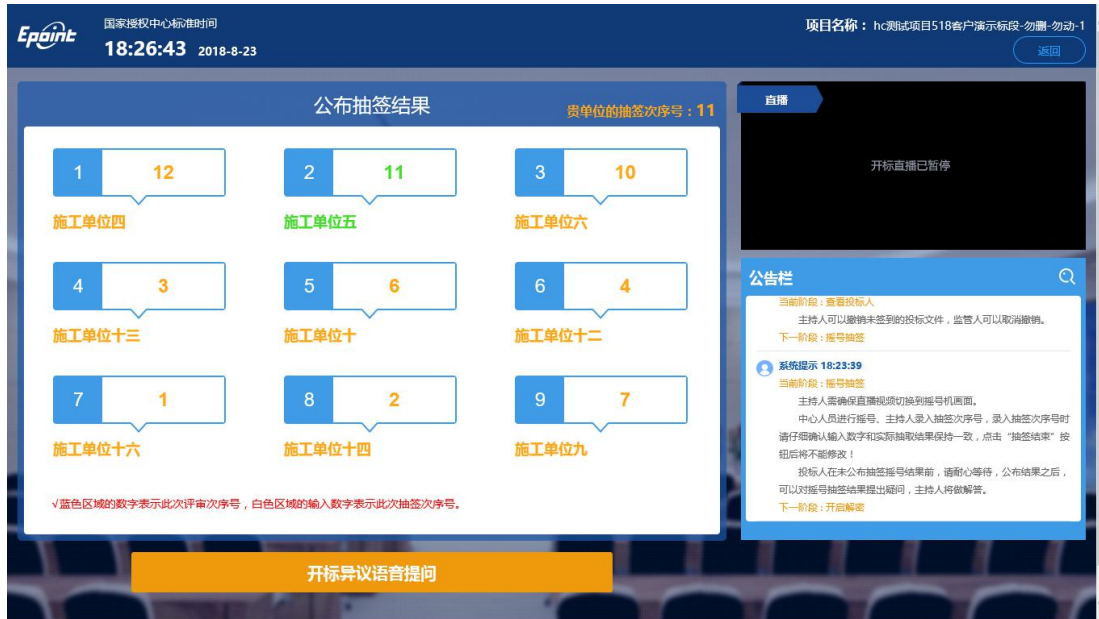 Epoint
国家授权中心标准时间
18:26:43 2018-8-23
项目名称：hc测试项目518客户演示标段-勿删-勿动-1
返回
公布抽签结果
贵单位的抽签次序号：11
1 12
施工单位四
2 11
施工单位五
3 10
施工单位六
4 3
施工单位十三
5 6
施工单位十
6 4
施工单位十二
7 1
施工单位十六
8 2
施工单位十四
9 7
施工单位九
√蓝色区域的数字表示此次评审次序号，白色区域的输入数字表示此次抽签次序号。
开标异议语音提问
直播
开标直播已暂停
公告栏
当前阶段：查看投标人
主持人可以撤销未签到的投标文件，监管人可以取消撤销。
下一阶段：摇号抽签
系统提示 18:23:39
当前阶段：摇号抽签
主持人需确保直播视频切换到摇号机画面。
中心人员进行摇号、主持人录入抽签次序号，录入抽签次序号时
请仔细确认输入数字和实际抽取结果保持一致，点击“抽签结束”按
钮后将不能修改！
投标人在未公布抽签摇号结果前，请耐心等待，公布结果之后，
可以对摇号抽签结果提出疑问，主持人将做解答。
下一阶段：开启解密